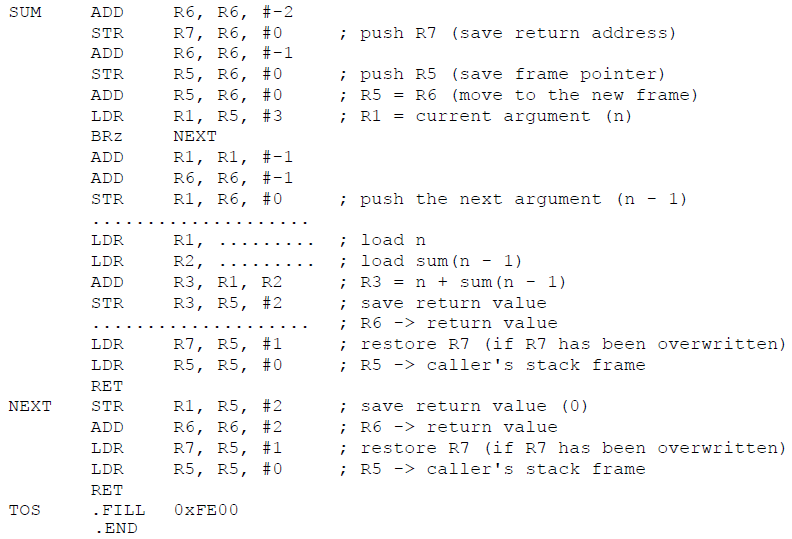 SUM ADD R6, R6, #-2
STR R7, R6, #0 ; push R7 (save return address)
ADD R6, R6, #-1
STR R5, R6, #0 ; push R5 (save frame pointer)
ADD R5, R6, #0 ; R5 = R6 (move to the new frame)
LDR R1, R5, #3 ; R1 = current argument (n)
BRz NEXT
ADD R1, R1, #-1
ADD R6, R6, #-1
STR R1, R6, #0 ; push the next argument (n - 1)
....................
LDR R1, ......... ; load n
LDR R2, ......... ; load sum(n - 1)
ADD R3, R1, R2 ; R3 = n + sum(n - 1)
STR R3, R5, #2 ; save return value
.................... ; R6 -> return value
LDR R7, R5, #1 ; restore R7 (if R7 has been overwritten)
LDR R5, R5, #0 ; R5 -> caller's stack frame
RET
NEXT STR R1, R5, #2 ; save return value (0)
ADD R6, R6, #2 ; R6 -> return value
LDR R7, R5, #1 ; restore R7 (if R7 has been overwritten)
LDR R5, R5, #0 ; R5 -> caller's stack frame
RET
TOS .FILL 0xFE00
.END